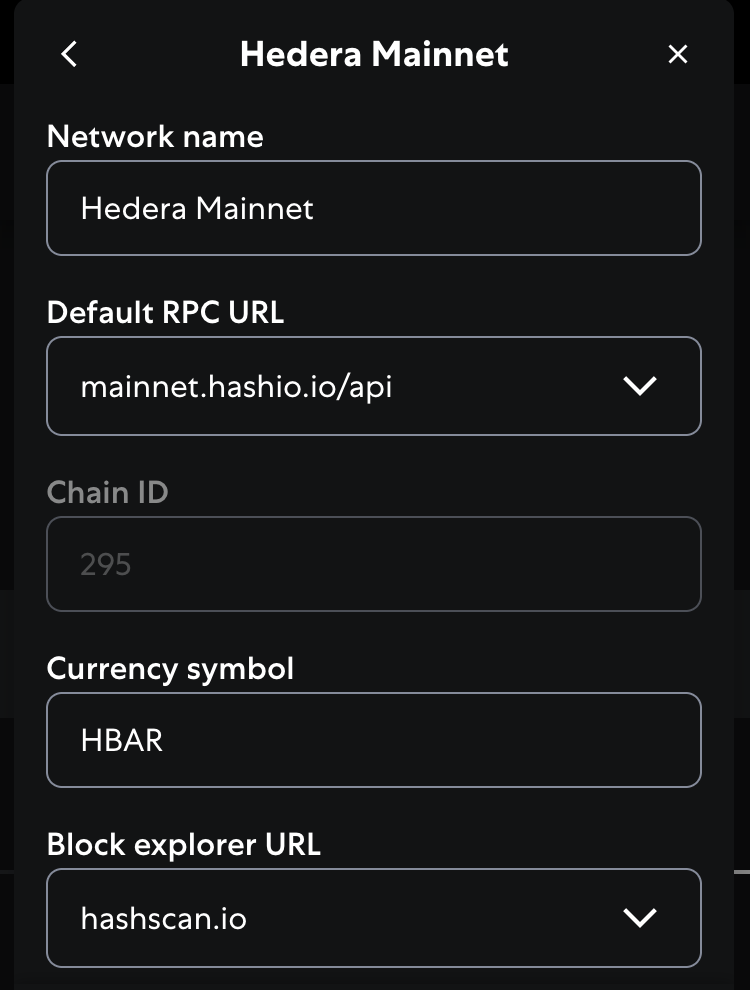 Hedera Mainnet
Network name
Hedera Mainnet
Default RPC URL
mainnet.hashio.io/api
Chain ID
295
Currency symbol
HBAR
Block explorer URL
hashscan.io